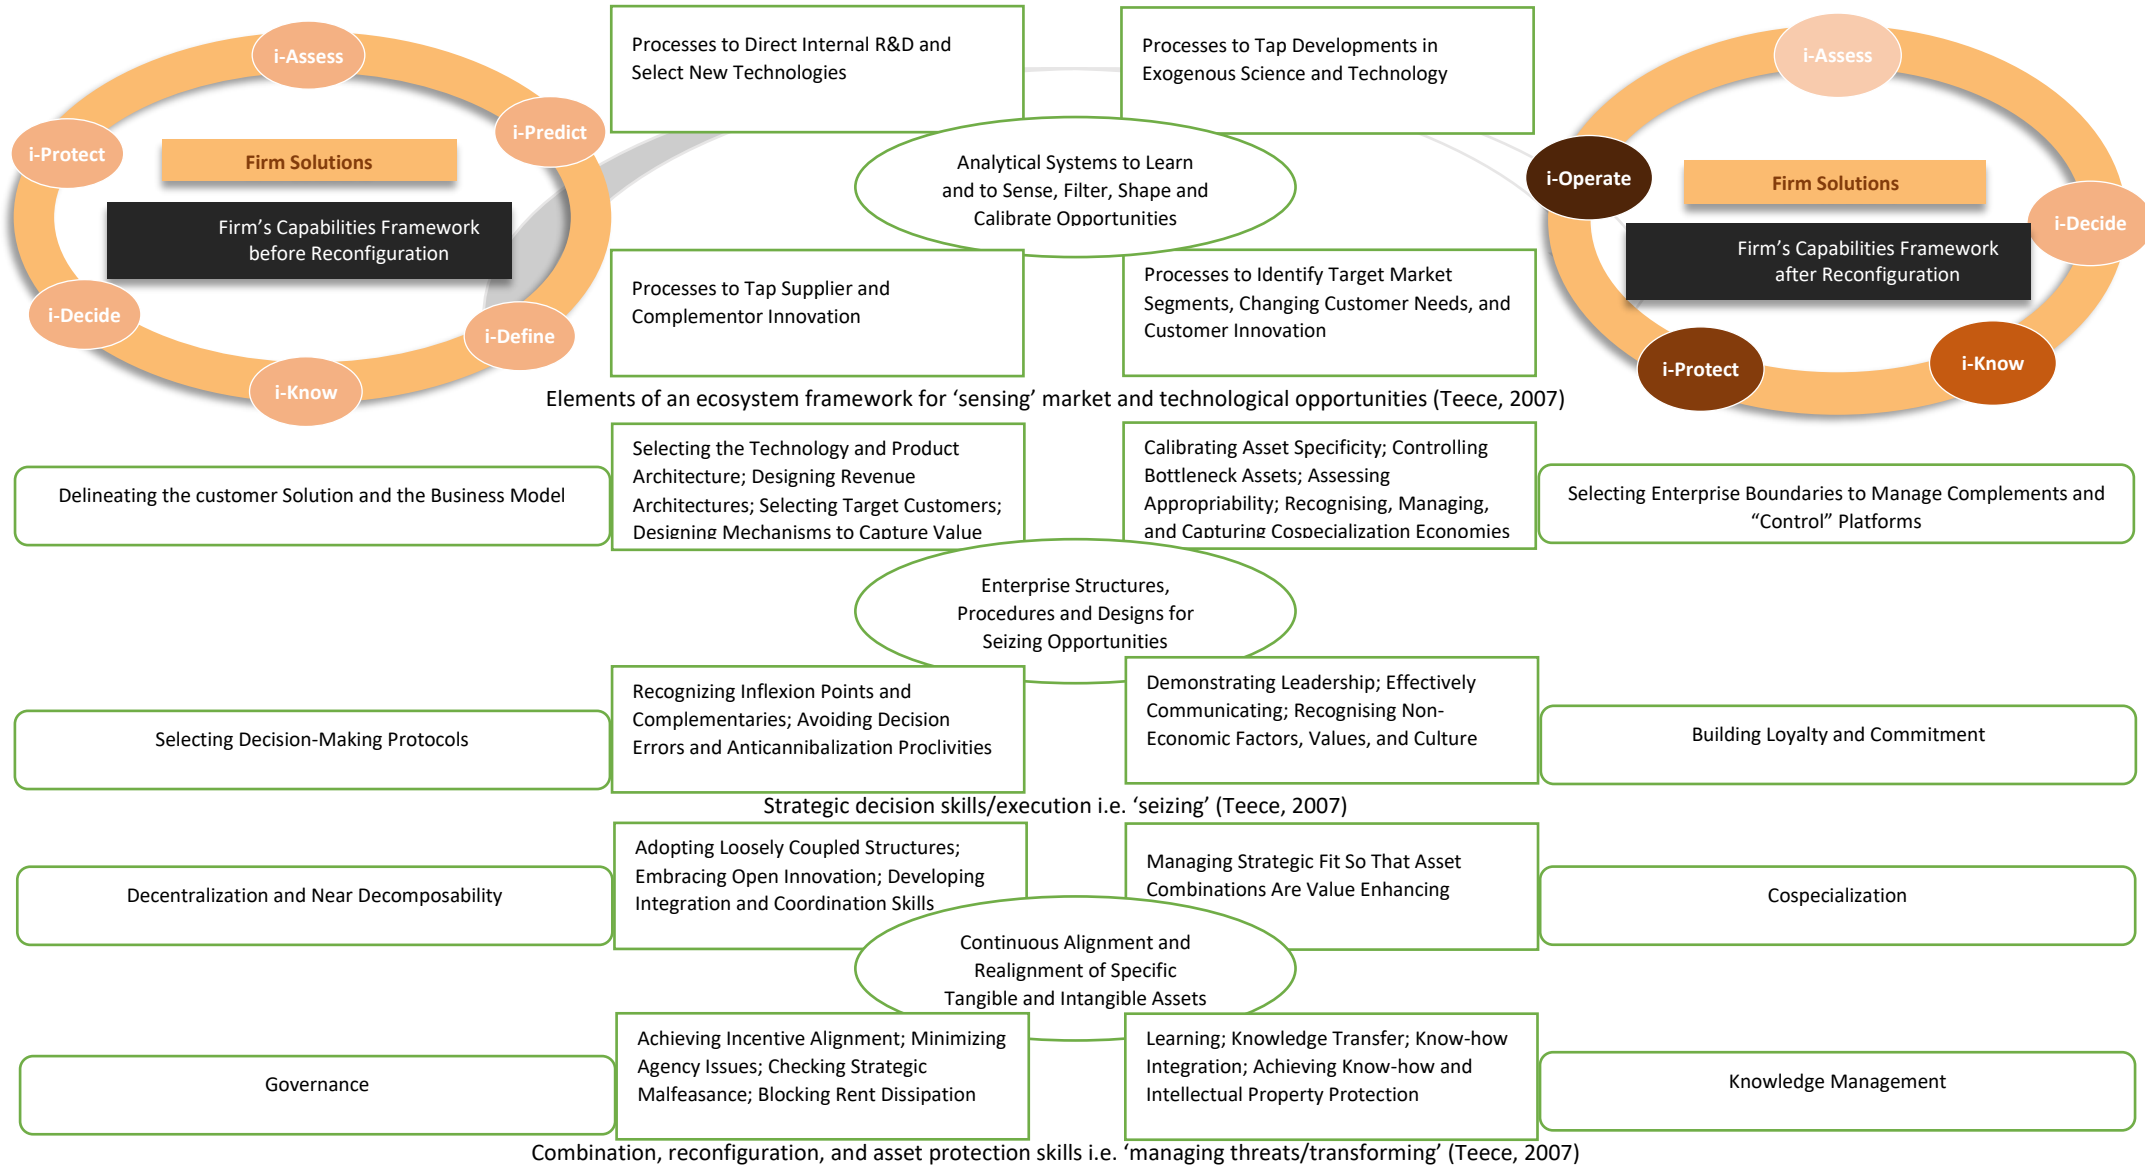 i-Assess
i-Predict
i-Protect
Firm Solutions
Firm's Capabilities Framework
before Reconfiguration
i-Decide
i-Define
i-Know
Processes to Direct Internal R&D and
Select New Technologies
Processes to Tap Developments in
Exogenous Science and Technology
Analytical Systems to Learn
and to Sense, Filter, Shape and
Calibrate Opportunities
Processes to Tap Supplier and
Complementor Innovation
Processes to Identify Target Market
Segments, Changing Customer Needs, and
Customer Innovation
i-Assess
i-Operate
Firm Solutions
i-Decide
Firm's Capabilities Framework
after Reconfiguration
i-Protect
i-Know
Elements of an ecosystem framework for ‘sensing’ market and technological opportunities (Teece, 2007)
Delineating the customer Solution and the Business Model
Selecting the Technology and Product
Architecture; Designing Revenue
Architectures; Selecting Target Customers;
Designing Mechanisms to Capture Value
Calibrating Asset Specificity; Controlling
Bottleneck Assets; Assessing
Appropriability; Recognising, Managing,
and Capturing Cospecialization Economies
Selecting Enterprise Boundaries to Manage Complements and
“Control” Platforms
Enterprise Structures,
Procedures and Designs for
Seizing Opportunities
Selecting Decision-Making Protocols
Recognizing Inflexion Points and
Complementaries; Avoiding Decision
Errors and Anticannibalization Proclivities
Demonstrating Leadership; Effectively
Communicating; Recognising Non-
Economic Factors, Values, and Culture
Building Loyalty and Commitment
Strategic decision skills/execution i.e. ‘seizing’ (Teece, 2007)
Decentralization and Near Decomposability
Adopting Loosely Coupled Structures;
Embracing Open Innovation; Developing
Integration and Coordination Skills
Managing Strategic Fit So That Asset
Combinations Are Value Enhancing
Cospecialization
Continuous Alignment and
Realignment of Specific
Tangible and Intangible Assets
Governance
Achieving Incentive Alignment; Minimizing
Agency Issues; Checking Strategic
Malfeasance; Blocking Rent Dissipation
Learning; Knowledge Transfer; Know-how
Integration; Achieving Know-how and
Intellectual Property Protection
Knowledge Management
Combination, reconfiguration, and asset protection skills i.e. ‘managing threats/transforming’ (Teece, 2007)